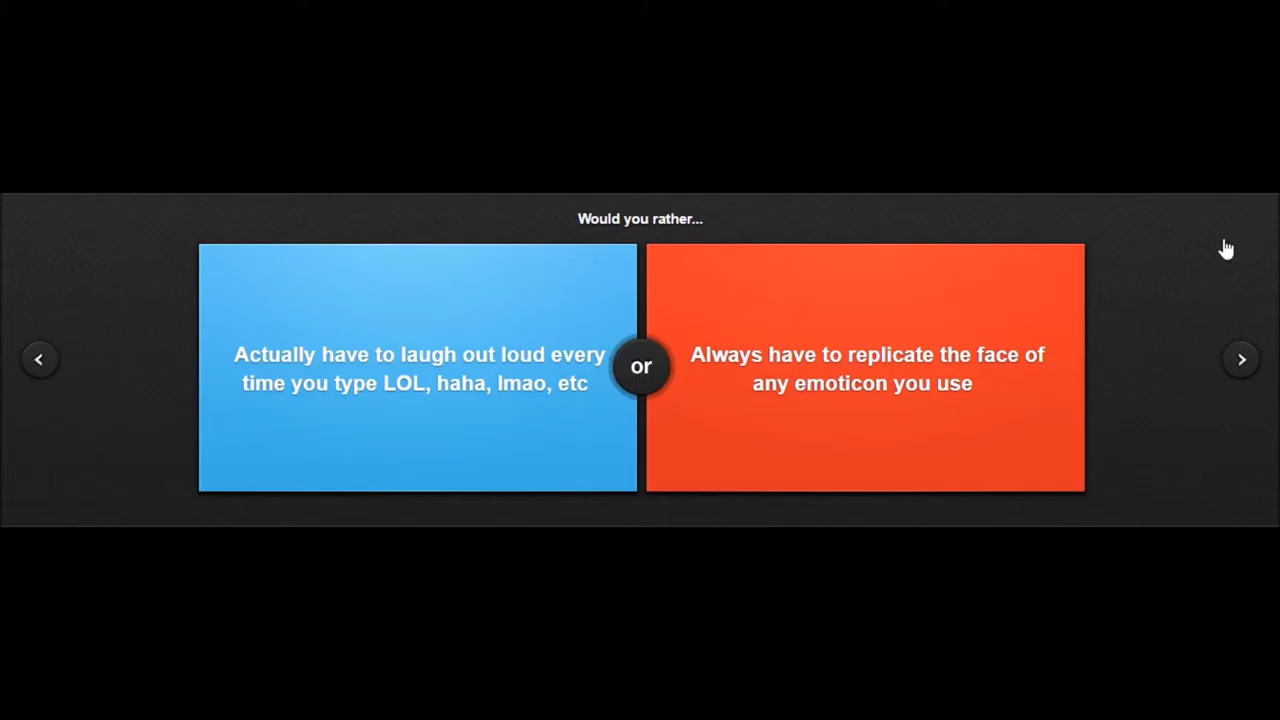 Would you rather...
Actually have to laugh out loud every
time you type LOL, haha, lmao, etc
or
Always have to replicate the face of
any emoticon you use